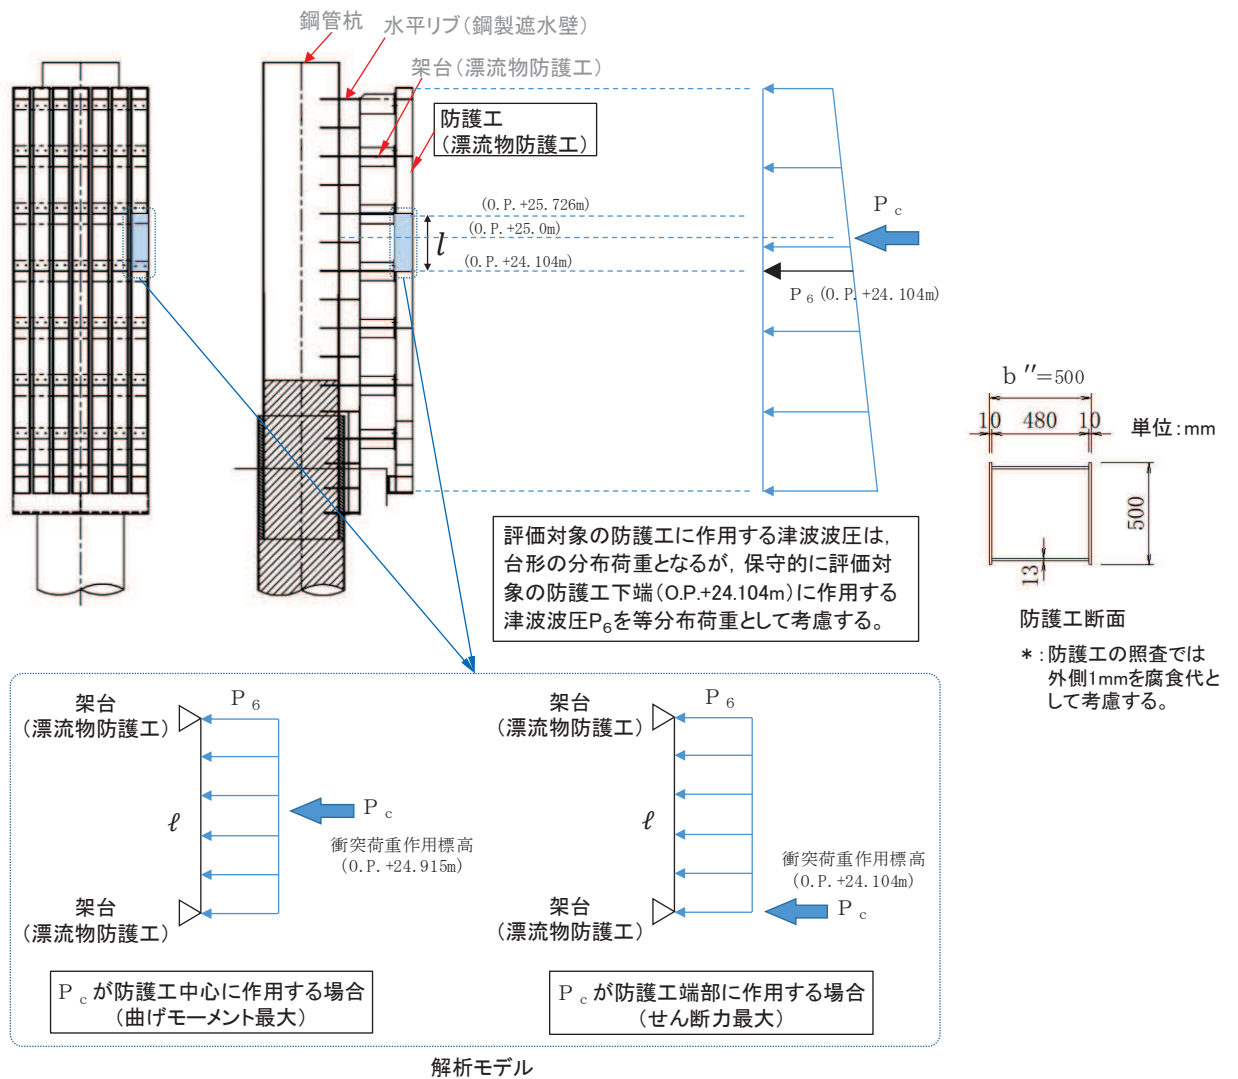 鋼管杭
水平リブ(鋼製遮水壁)
架台(漂流物防護工)
防護工
(漂流物防護工)
(O.P.+25.726m)
(O.P.+25.0m)
(O.P.+24.104m)
l
P c
P 6 (O.P.+24.104m)
b ″=500
10 480 10
単位:mm
500
13
防護工断面
*:防護工の照査では
外側1mmを腐食代と
して考慮する。
評価対象の防護工に作用する津波波圧は,
台形の分布荷重となるが,保守的に評価対
象の防護工下端(O.P.+24.104m)に作用する
津波波圧P6を等分布荷重として考慮する。
架台
(漂流物防護工)
P 6
ℓ
P c
衝突荷重作用標高
(O.P.+24.915m)
架台
(漂流物防護工)
P c が防護工中心に作用する場合
(曲げモーメント最大)
架台
(漂流物防護工)
P 6
ℓ
衝突荷重作用標高
(O.P.+24.104m)
P c
架台
(漂流物防護工)
P c が防護工端部に作用する場合
(せん断力最大)
解析モデル